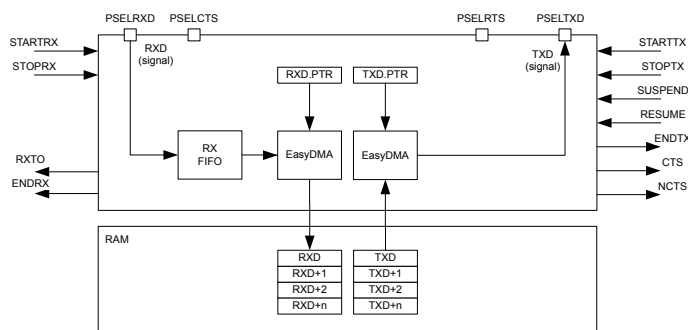 PSELRXD
PSELCTS
PSELRTS
PSELTXD
STARTRX
STOPRX
RXD
(signal)
TXD
(signal)
STARTTX
STOPTX
SUSPEND
RESUME
ENDTX
CTS
NCTS
RXD.PTR
TXD.PTR
RX
FIFO
EasyDMA
EasyDMA
RXTO
ENDRX
RAM
RXD
RXD+1
RXD+2
RXD+n
TXD
TXD+1
TXD+2
TXD+n